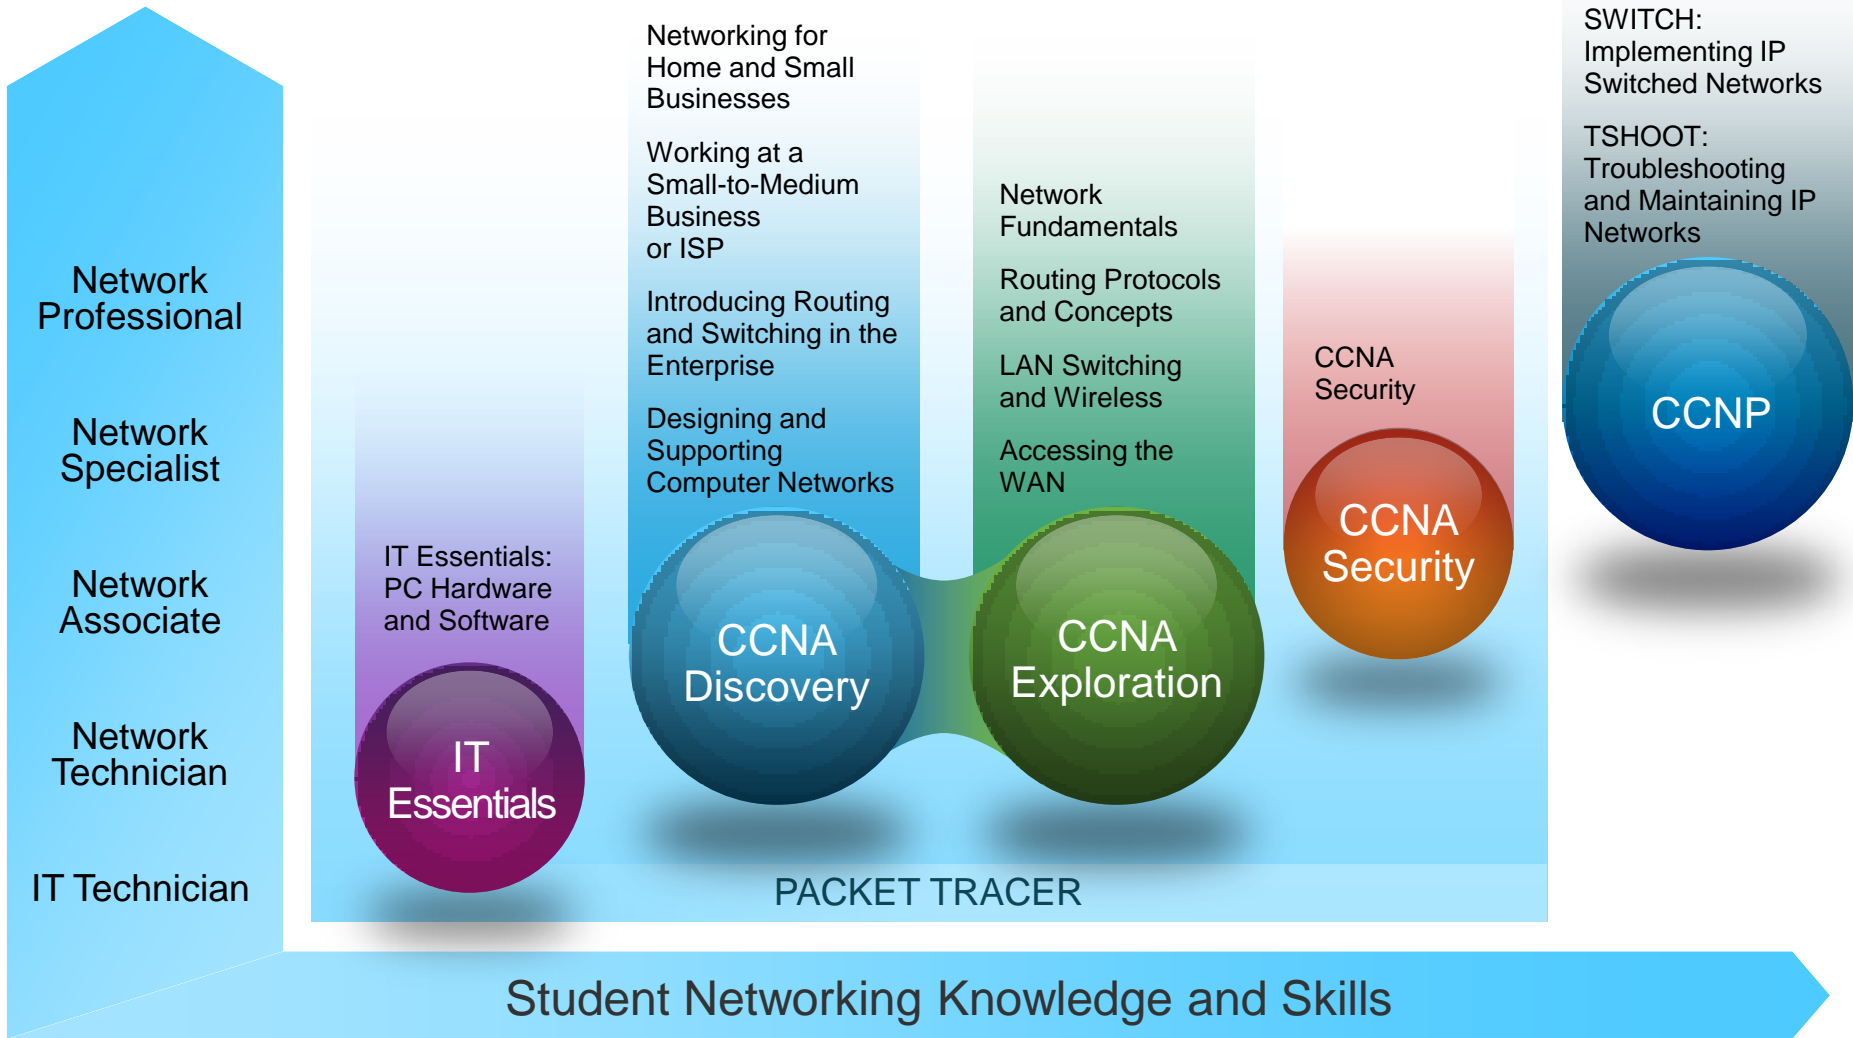 Network
Professional
Network
Specialist
Network
Associate
Network
Technician
IT Technician
IT Essentials:
PC Hardware
and Software
IT
Essentials
Networking for
Home and Small
Businesses
Working at a
Small-to-Medium
Business
or ISP
Introducing Routing
and Switching in the
Enterprise
Designing and
Supporting
Computer Networks
CCNA
Discovery
Network
Fundamentals
Routing Protocols
and Concepts
LAN Switching
and Wireless
Accessing the
WAN
CCNA
Exploration
CCNA
Security
CCNA
Security
SWITCH:
Implementing IP
Switched Networks
TSHOOT:
Troubleshooting
and Maintaining IP
Networks
CCNP
PACKET TRACER
Student Networking Knowledge and Skills